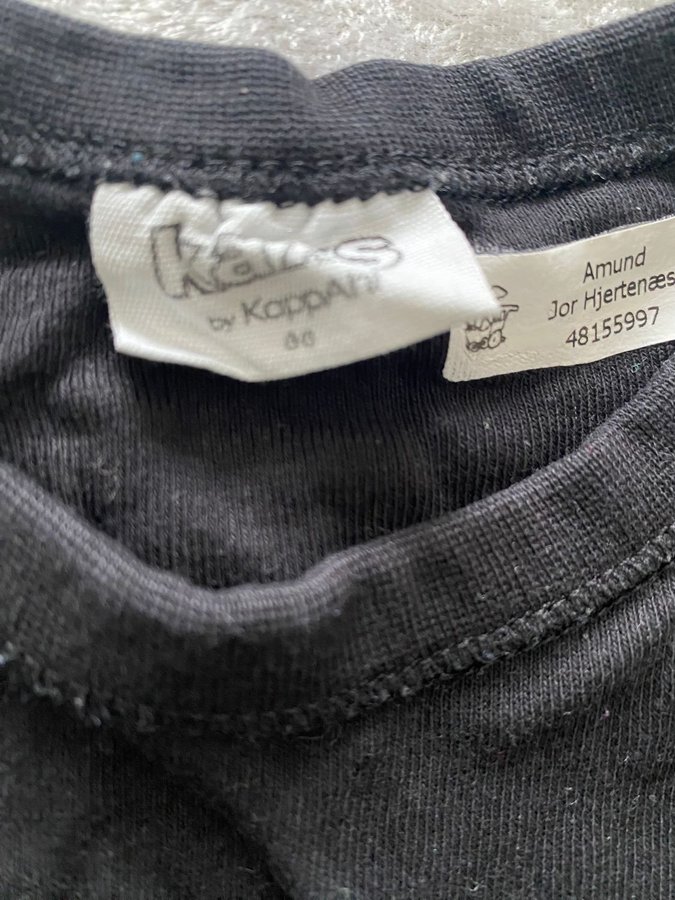 by KappAhl
86
Amund
Jor Hjertenæs
48155997